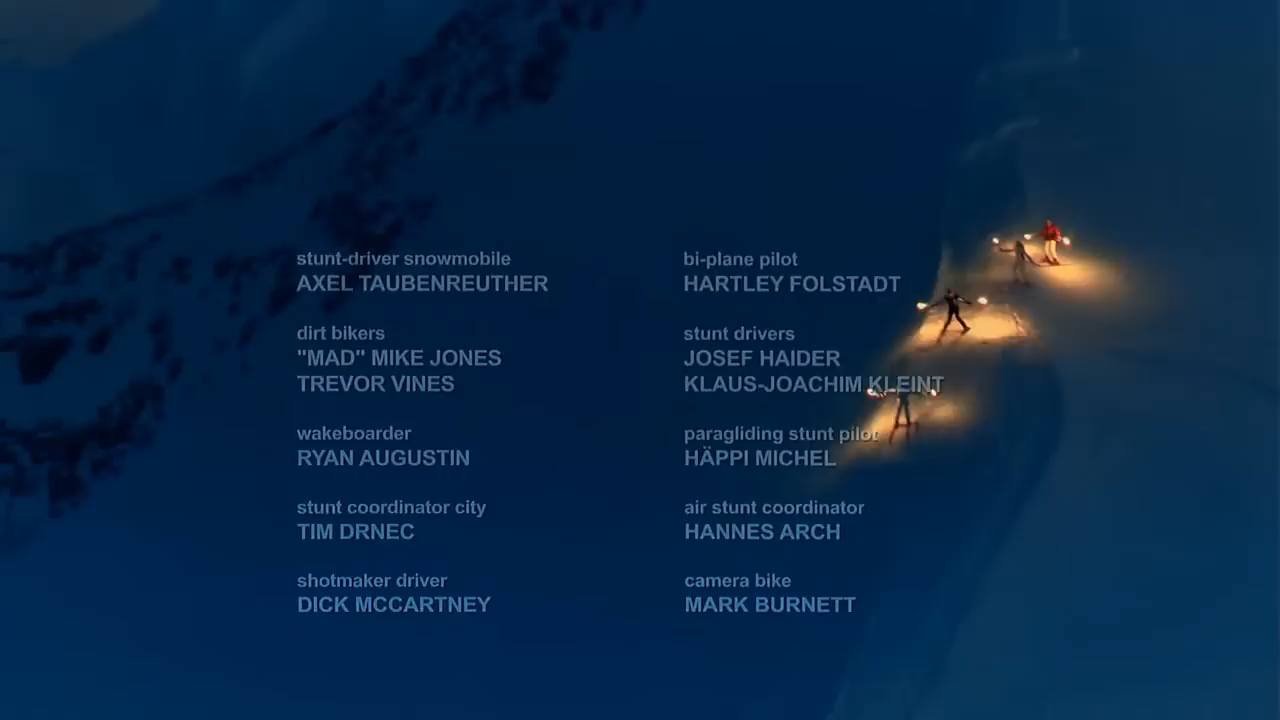 stunt-driver snowmobile
AXEL TAUBENREUTHER
dirt bikers
"MAD" MIKE JONES
TREVOR VINES
wakeboarder
RYAN AUGUSTIN
stunt coordinator city
TIM DRNEC
shotmaker driver
DICK MCCARTNEY
bi-plane pilot
HARTLEY FOLSTADT
stunt drivers
JOSEF HAIDER
KLAUS-JOACHIM KLEINT
paragliding stunt pilot
HÄPPI MICHEL
air stunt coordinator
HANNES ARCH
camera bike
MARK BURNETT